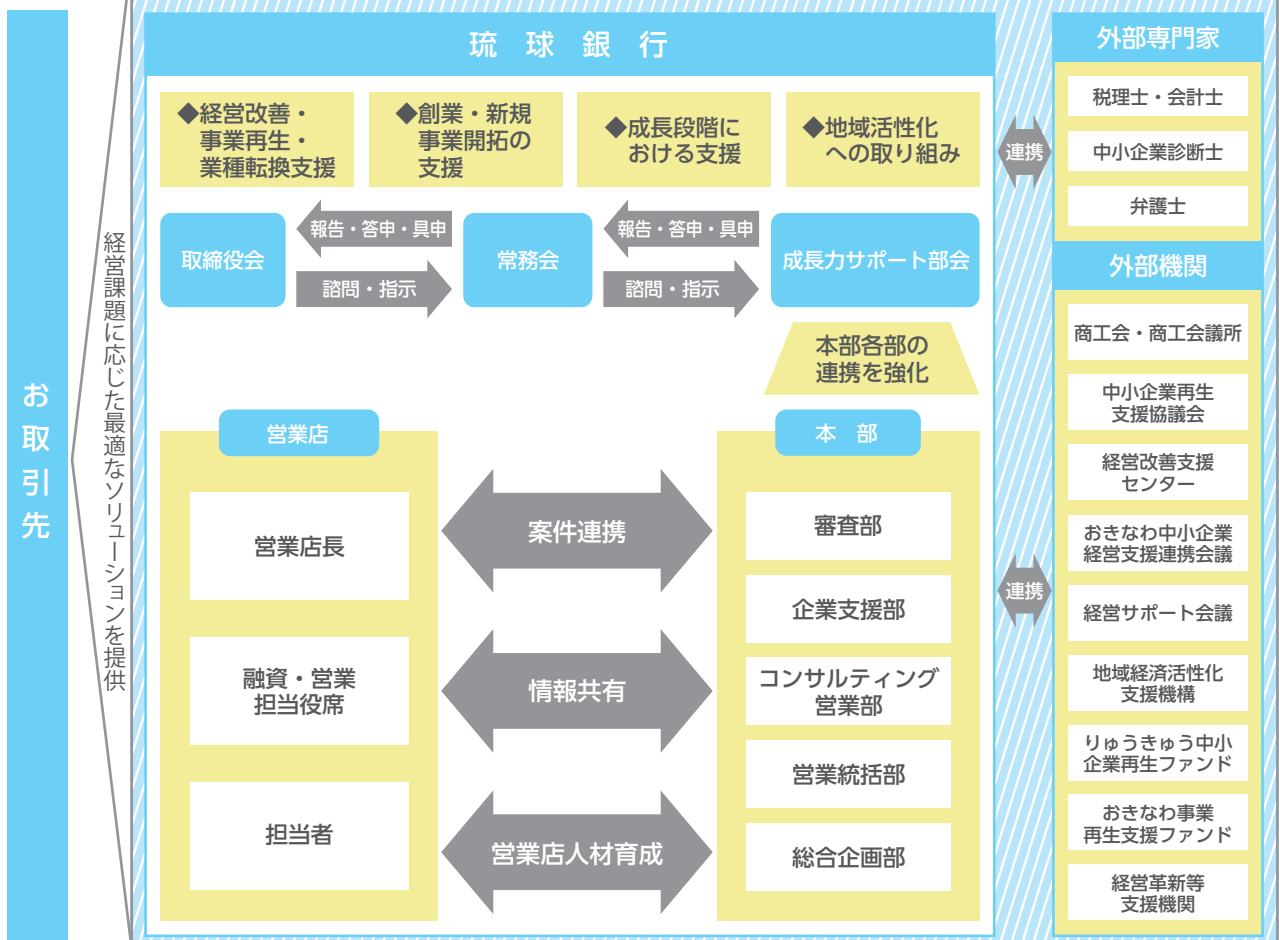 お取引先
経営課題に応じた最適なソリューションを提供
琉球銀行
◆経営改善・
事業再生・
業種転換支援
◆創業・新規
事業開拓の
支援
◆成長段階に
おける支援
◆地域活性化
への取り組み
取締役会
報告・答申・具申
諮問・指示
常務会
報告・答申・具申
諮問・指示
成長力サポート部会
本部各部の
連携を強化
営業店
営業店長
融資・営業
担当役席
担当者
案件連携
情報共有
営業店人材育成
本部
審査部
企業支援部
コンサルティング
営業部
営業統括部
総合企画部
連携
連携
外部専門家
税理士・会計士
中小企業診断士
弁護士
外部機関
商工会・商工会議所
中小企業再生
支援協議会
経営改善支援
センター
おきなわ中小企業
経営支援連携会議
経営サポート会議
地域経済活性化
支援機構
りゅうきゅう中小
企業再生ファンド
おきなわ事業
再生支援ファンド
経営革新等
支援機関